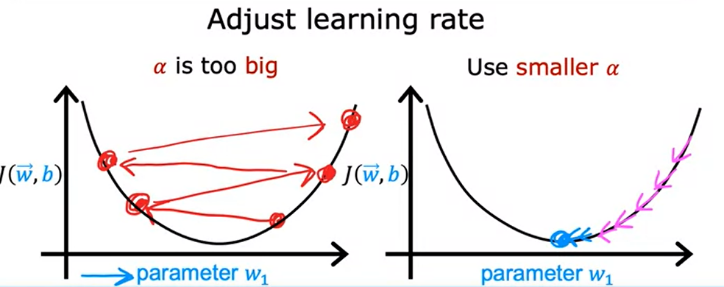 Adjust learning rate
α is too big
Use smaller α
J(w⃗, b)
J(w⃗, b)
parameter w₁
parameter w₁